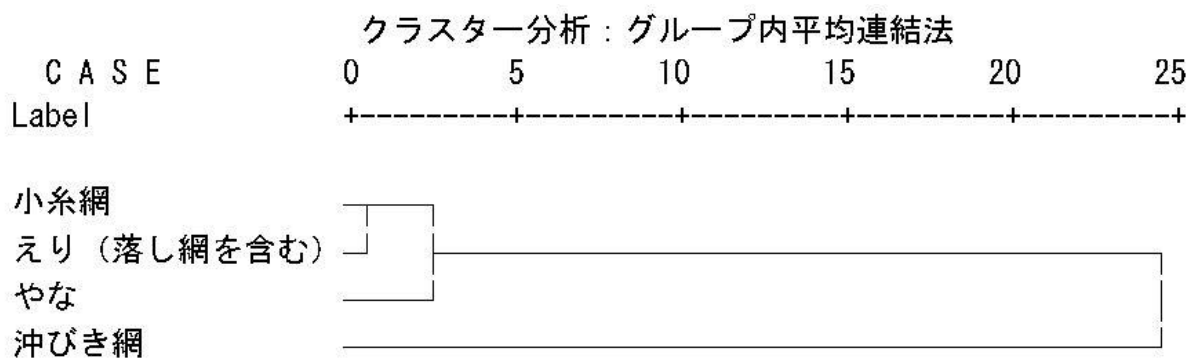 クラスター分析：グループ内平均連結法
C A S E 0 5 10 15 20 25
Label +---------+---------+---------+---------+---------+
小糸網
えり（落し網を含む）
やな
沖びき網